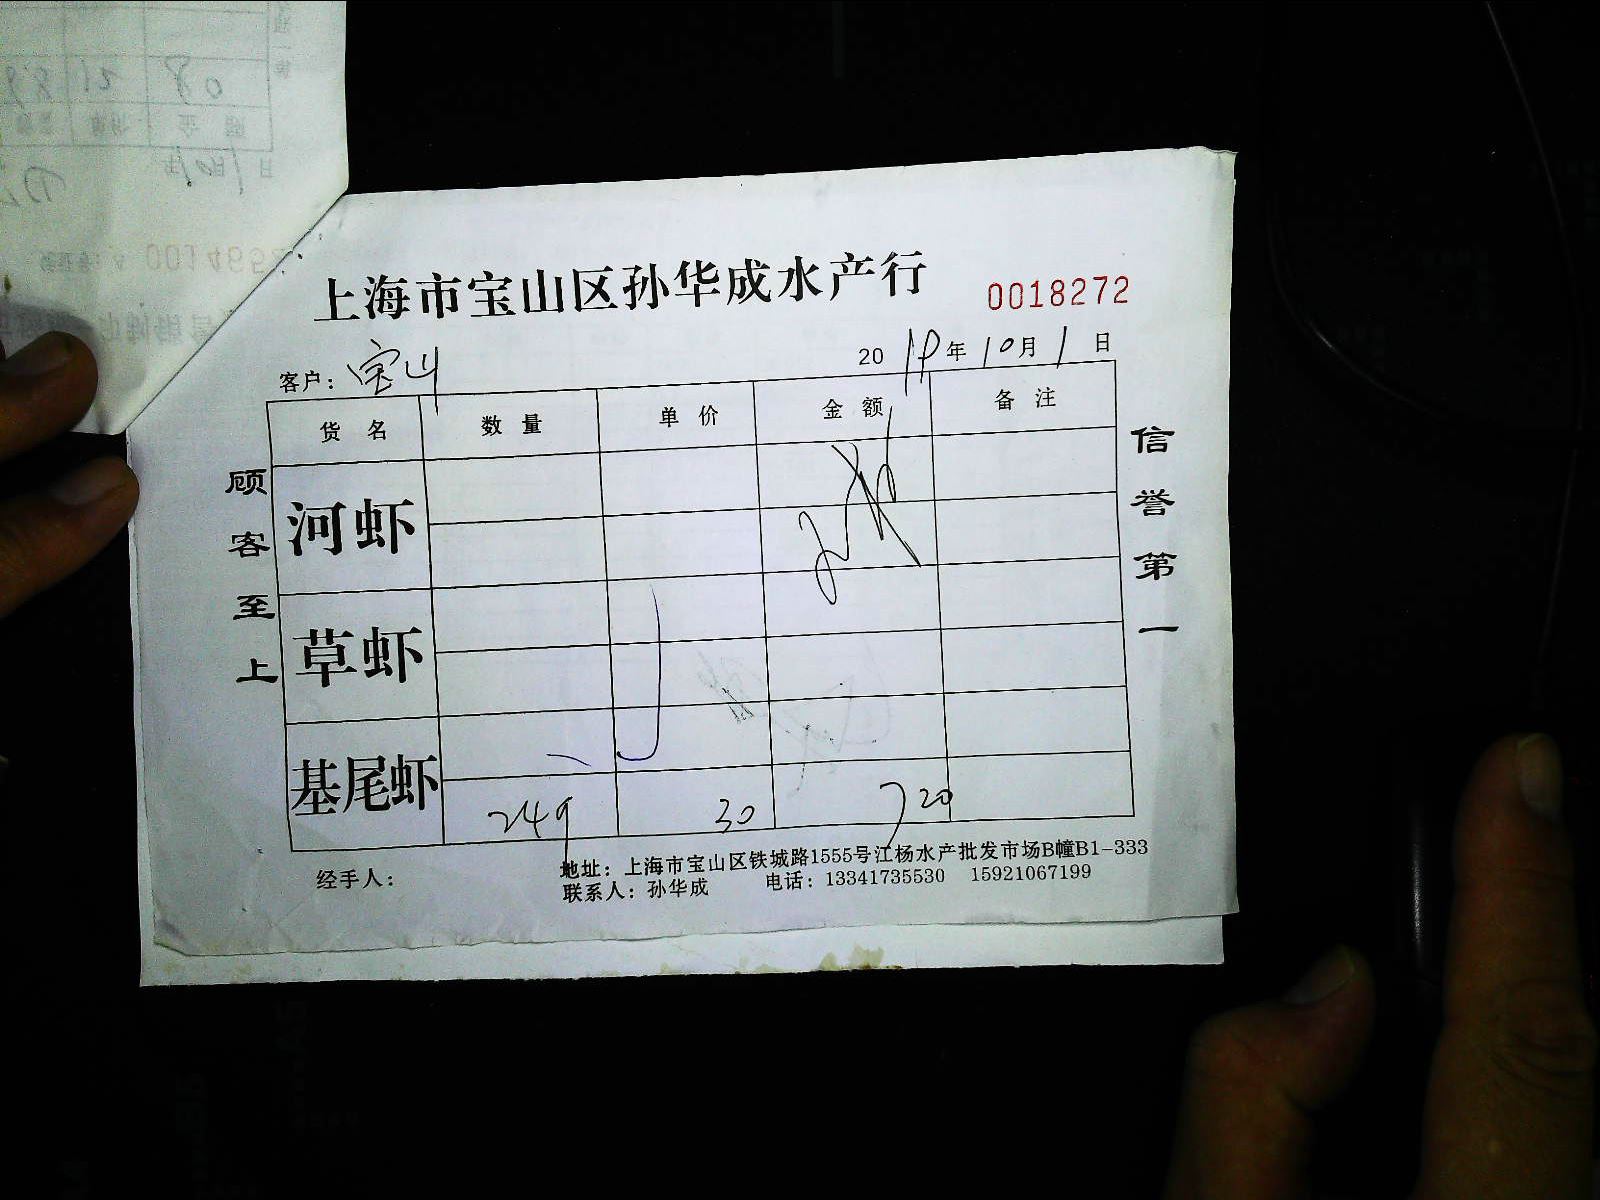 上海市宝山区孙华成水产行
0018272
客户：宝山
20 年10月1日
货名 数量 单价 金额 备注
河虾
草虾
基尾虾
30 720
顾客至上
信誉第一
经手人：
地址：上海市宝山区铁城路1555号江杨水产批发市场B幢B1-333
联系人：孙华成 电话：13341735530 15921067199